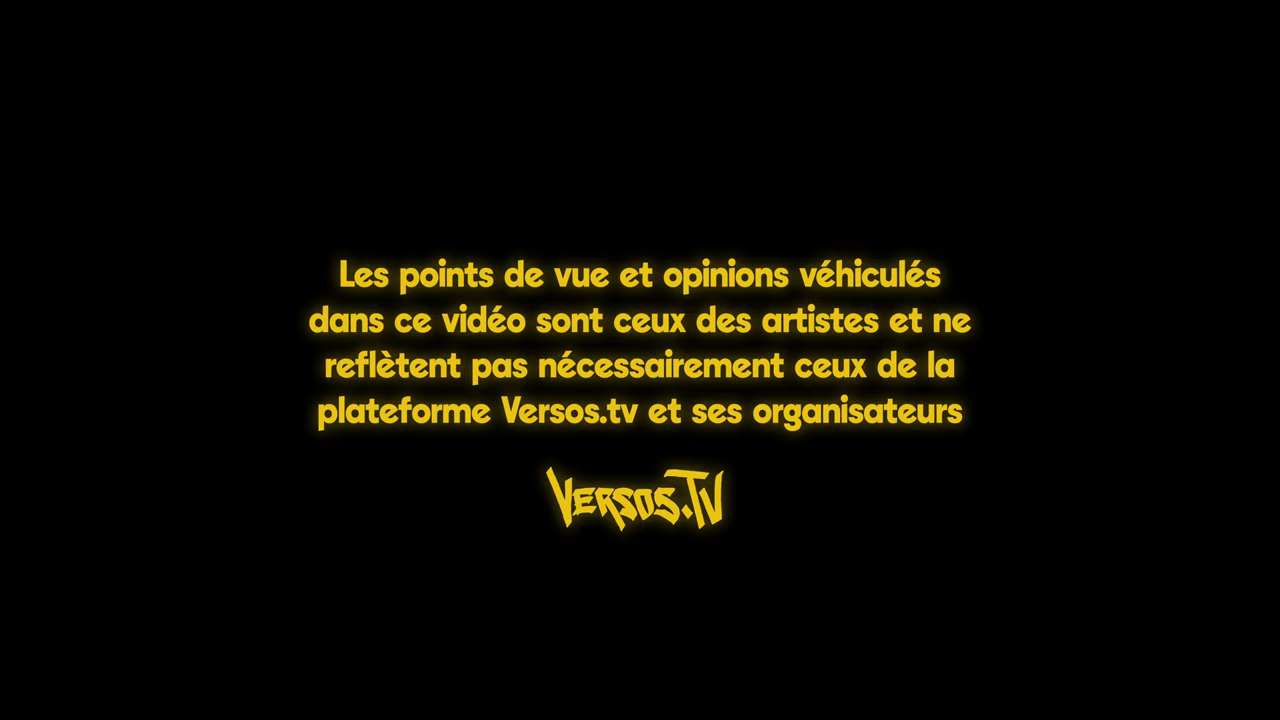 Les points de vue et opinions véhiculés
dans ce vidéo sont ceux des artistes et ne
reflètent pas nécessairement ceux de la
plateforme Versos.tv et ses organisateurs
VERSOS.TV